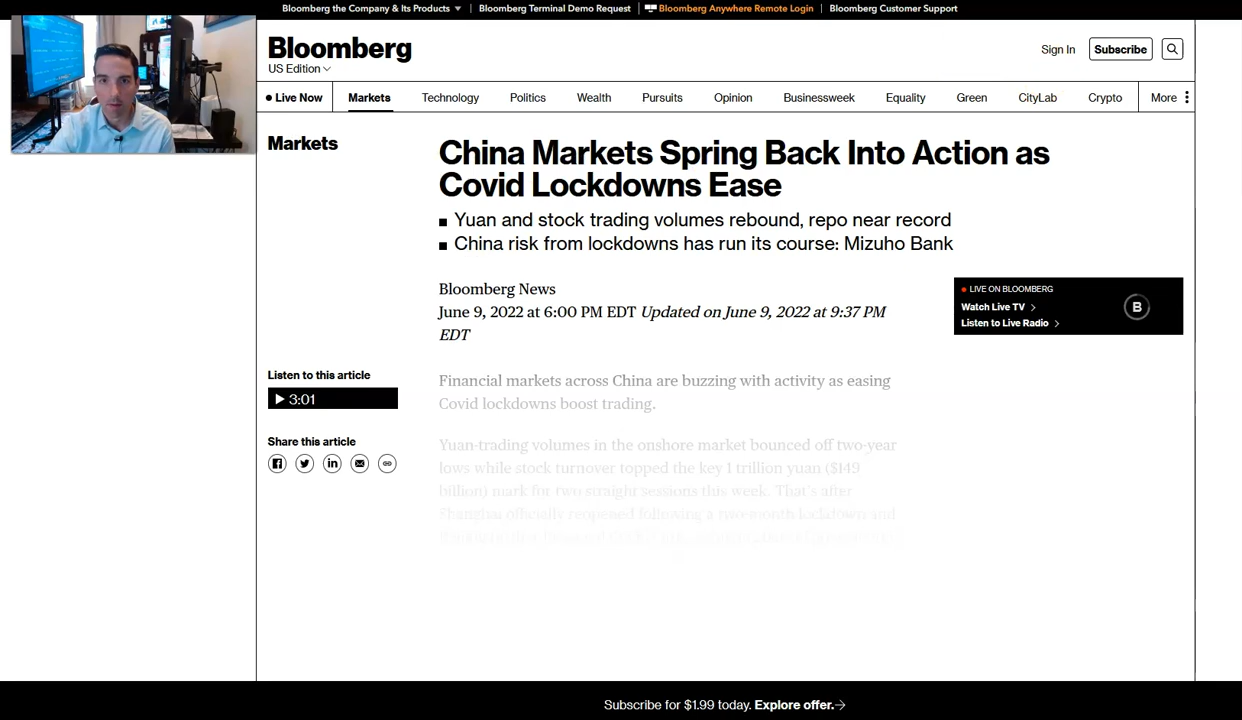 Bloomberg the Company & Its Products
Bloomberg Terminal Demo Request
Bloomberg Anywhere Remote Login
Bloomberg Customer Support
Bloomberg
US Edition
Sign In
Subscribe
Live Now
Markets
Technology
Politics
Wealth
Pursuits
Opinion
Businessweek
Equality
Green
CityLab
Crypto
More
Markets
China Markets Spring Back Into Action as
Covid Lockdowns Ease
Yuan and stock trading volumes rebound, repo near record
China risk from lockdowns has run its course: Mizuho Bank
Bloomberg News
June 9, 2022 at 6:00 PM EDT Updated on June 9, 2022 at 9:37 PM
EDT
LIVE ON BLOOMBERG
Watch Live TV
Listen to Live Radio
B
Listen to this article
3:01
Share this article
Financial markets across China are buzzing with activity as easing
Covid lockdowns boost trading.
Yuan-trading volumes in the onshore market bounced off two-year
lows while stock turnover topped the key 1 trillion yuan ($149
billion) mark for two straight sessions this week. That's after
Shanghai officially reopened following a two-month lockdown and
Subscribe for $1.99 today. Explore offer.